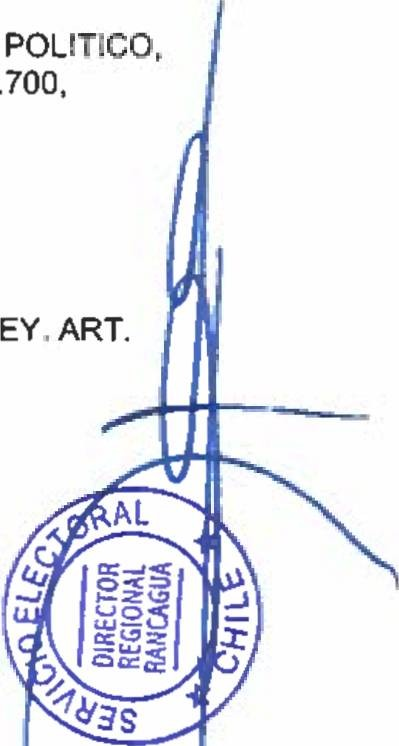 POLITICO,
.700,
EY. ART.
SERVICIO ELECTORAL
★ CHILE ★
DIRECTOR
REGIONAL
RANCAGUA